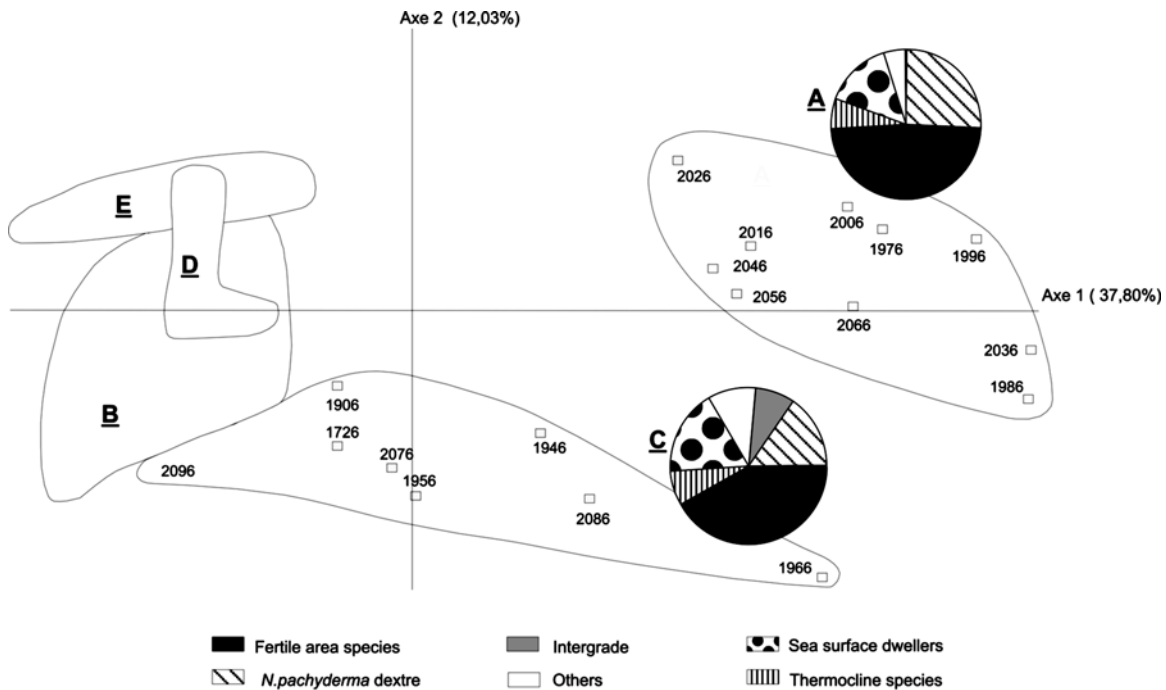 Axe 2 (12,03%)
A
2026
E
2006
2016
1976
1996
D
2046
2056
Axe 1 ( 37,80%)
2066
2036
1986
1906
B
1726
C
2076
1946
2096
1956
2086
1966
Fertile area species
Intergrade
Sea surface dwellers
N.pachyderma dextre
Others
Thermocline species